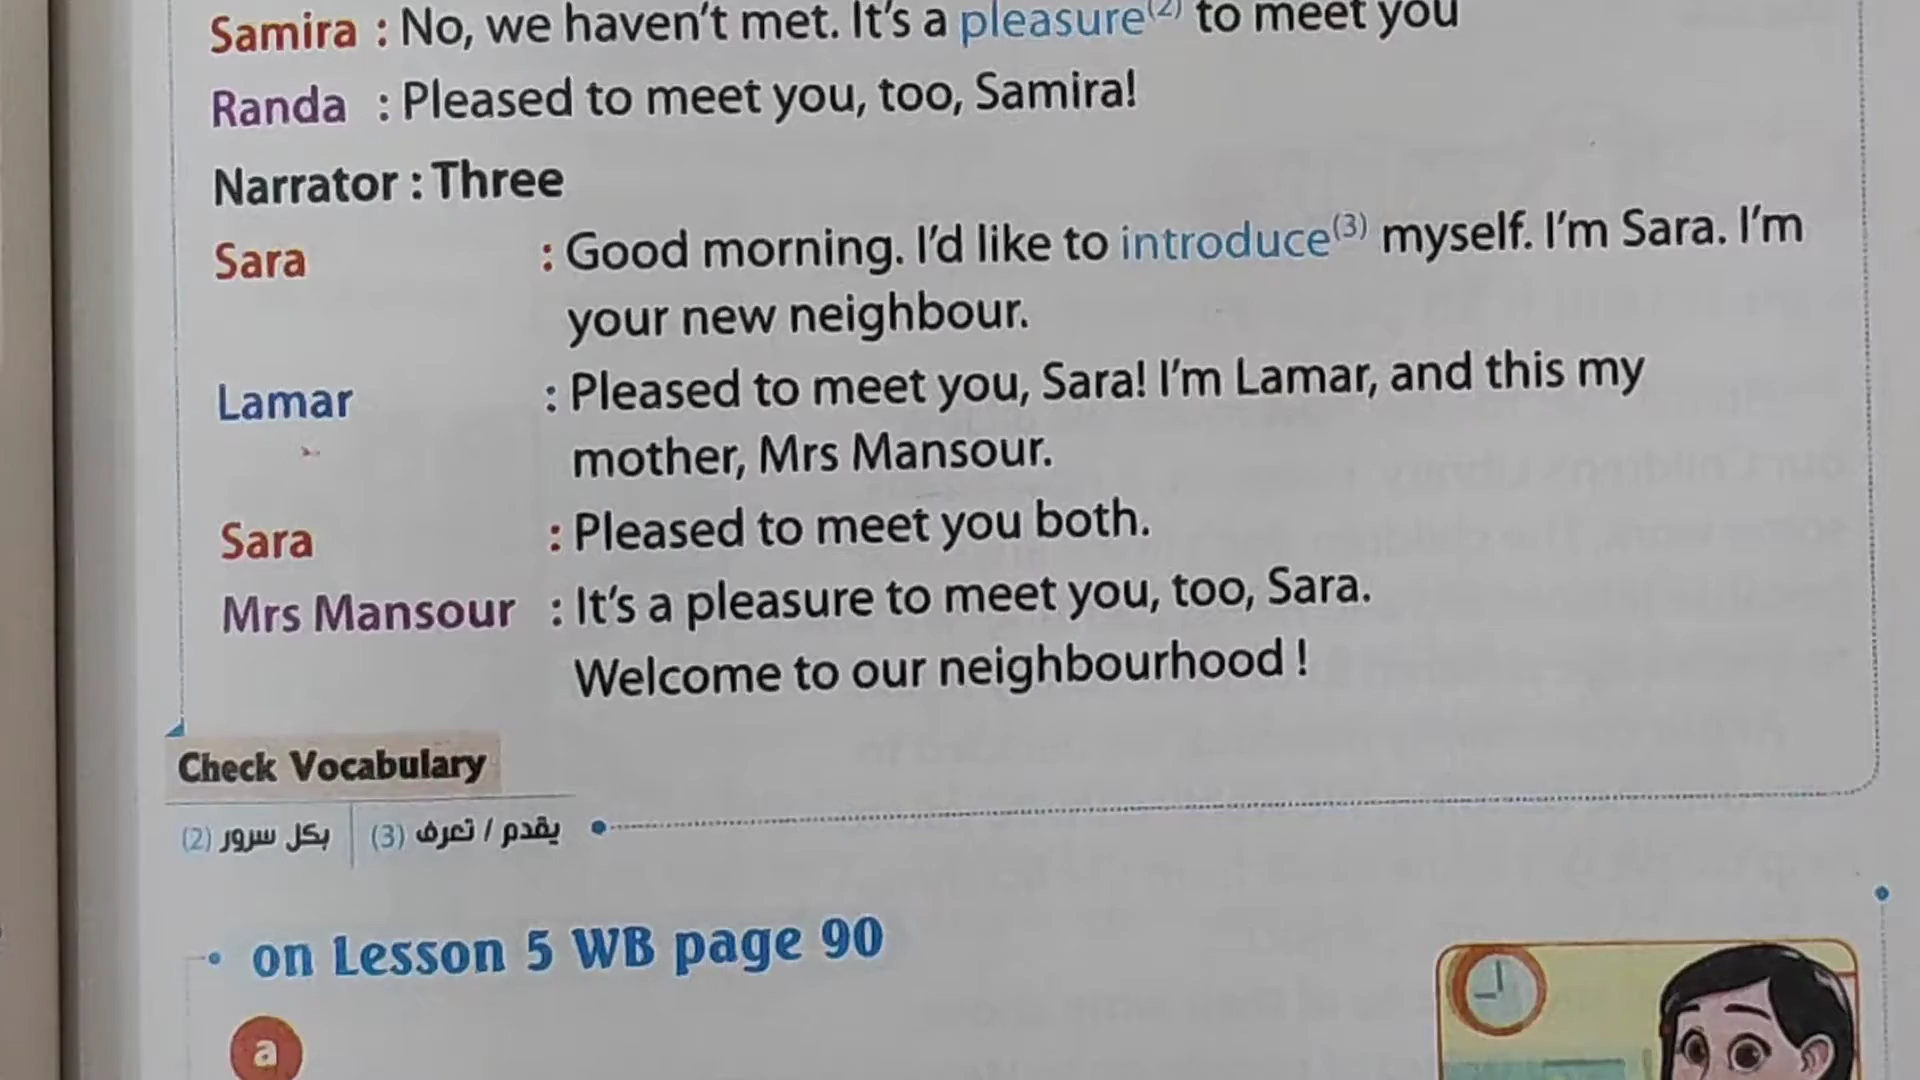 Samira : No, we haven't met. It's a pleasure(2) to meet you
Randa : Pleased to meet you, too, Samira!
Narrator : Three
Sara : Good morning. I'd like to introduce(3) myself. I'm Sara. I'm
your new neighbour.
Lamar : Pleased to meet you, Sara! I'm Lamar, and this my
mother, Mrs Mansour.
Sara : Pleased to meet you both.
Mrs Mansour : It's a pleasure to meet you, too, Sara.
Welcome to our neighbourhood !
Check Vocabulary
(2) بكل سرور (3) يقدم / تعرف
on Lesson 5 WB page 90
a